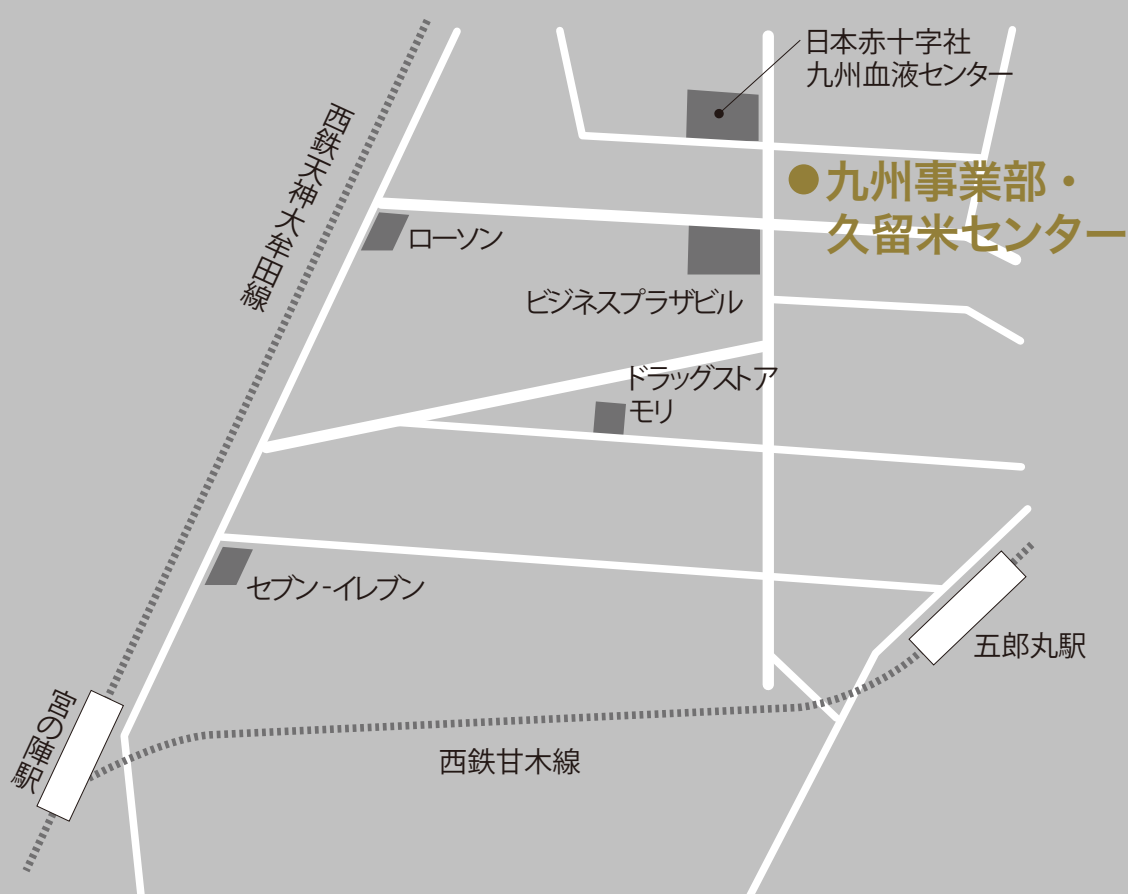 日本赤十字社
九州血液センター
西鉄天神大牟田線
●九州事業部・
久留米センター
ローソン
ビジネスプラザビル
ドラッグストア
モリ
セブン-イレブン
五郎丸駅
宮の陣駅
西鉄甘木線